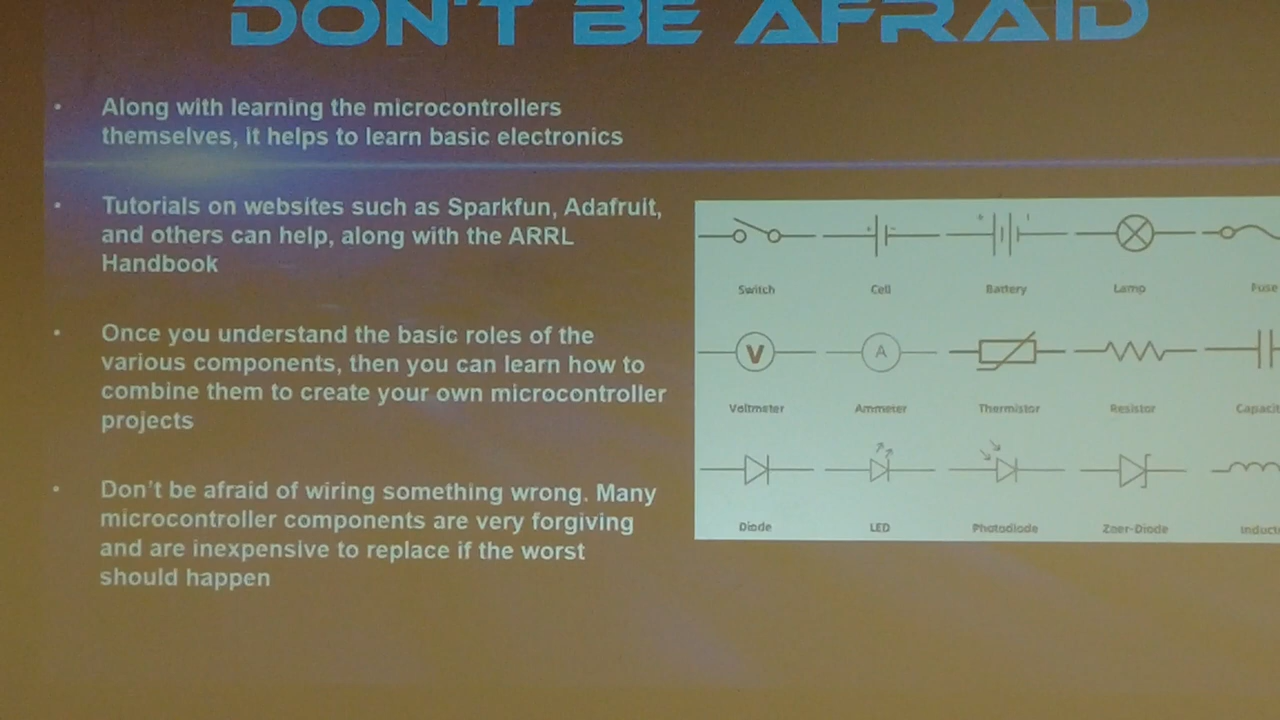 DON'T BE AFRAID
• Along with learning the microcontrollers
themselves, it helps to learn basic electronics
• Tutorials on websites such as Sparkfun, Adafruit,
and others can help, along with the ARRL
Handbook
• Once you understand the basic roles of the
various components, then you can learn how to
combine them to create your own microcontroller
projects
• Don't be afraid of wiring something wrong. Many
microcontroller components are very forgiving
and are inexpensive to replace if the worst
should happen
Switch Cell Battery Lamp Fuse
V A
Voltmeter Ammeter Thermistor Resistor Capacit
Diode LED Photodiode Zner-Diode Induct